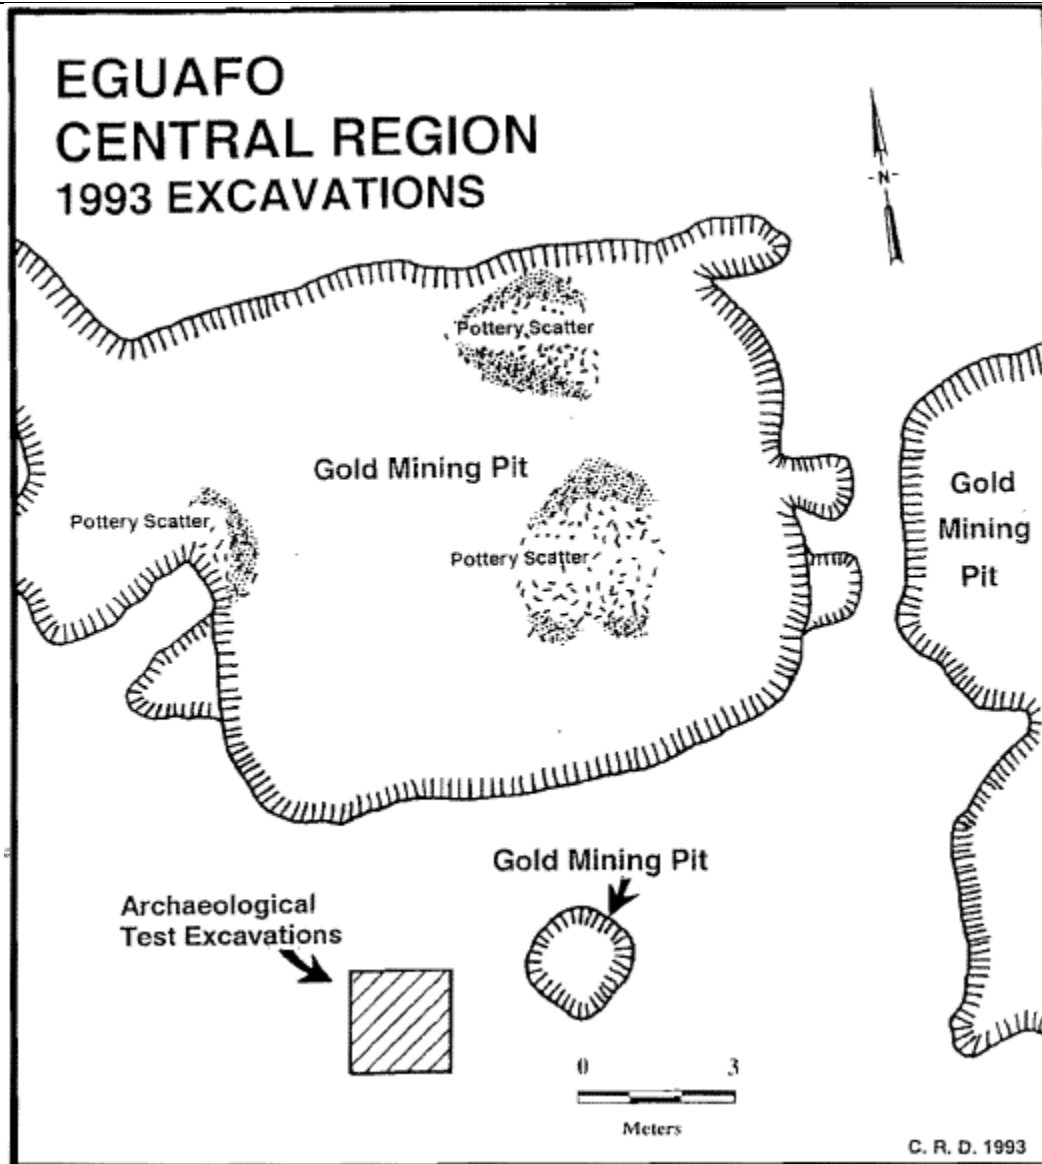 EGUAFO
CENTRAL REGION
1993 EXCAVATIONS
-N-
Pottery Scatter
Gold Mining Pit
Pottery Scatter
Pottery Scatter
Gold
Mining
Pit
Gold Mining Pit
Archaeological
Test Excavations
0 3
Meters
C. R. D. 1993